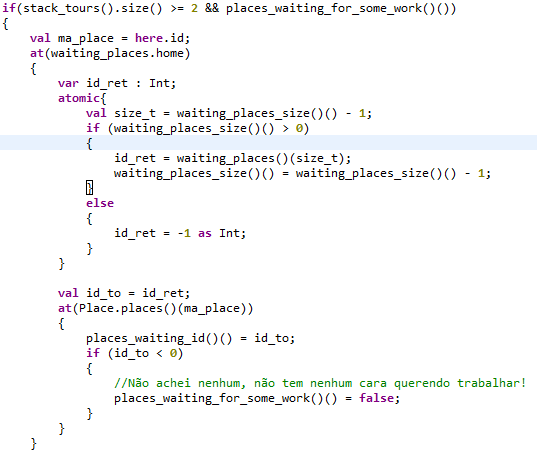 if(stack_tours().size() >= 2 && places_waiting_for_some_work()())
{
    val ma_place = here.id;
    at(waiting_places.home)
    {
        var id_ret : Int;
        atomic{
            val size_t = waiting_places_size()() - 1;
            if (waiting_places_size()() > 0)
            {
                id_ret = waiting_places()(size_t);
                waiting_places_size()() = waiting_places_size()() - 1;
            }
            else
            {
                id_ret = -1 as Int;
            }
        }

        val id_to = id_ret;
        at(Place.places()(ma_place))
        {
            places_waiting_id()() = id_to;
            if (id_to < 0)
            {
                //Não achei nenhum, não tem nenhum cara querendo trabalhar!
                places_waiting_for_some_work()() = false;
            }
        }
    }